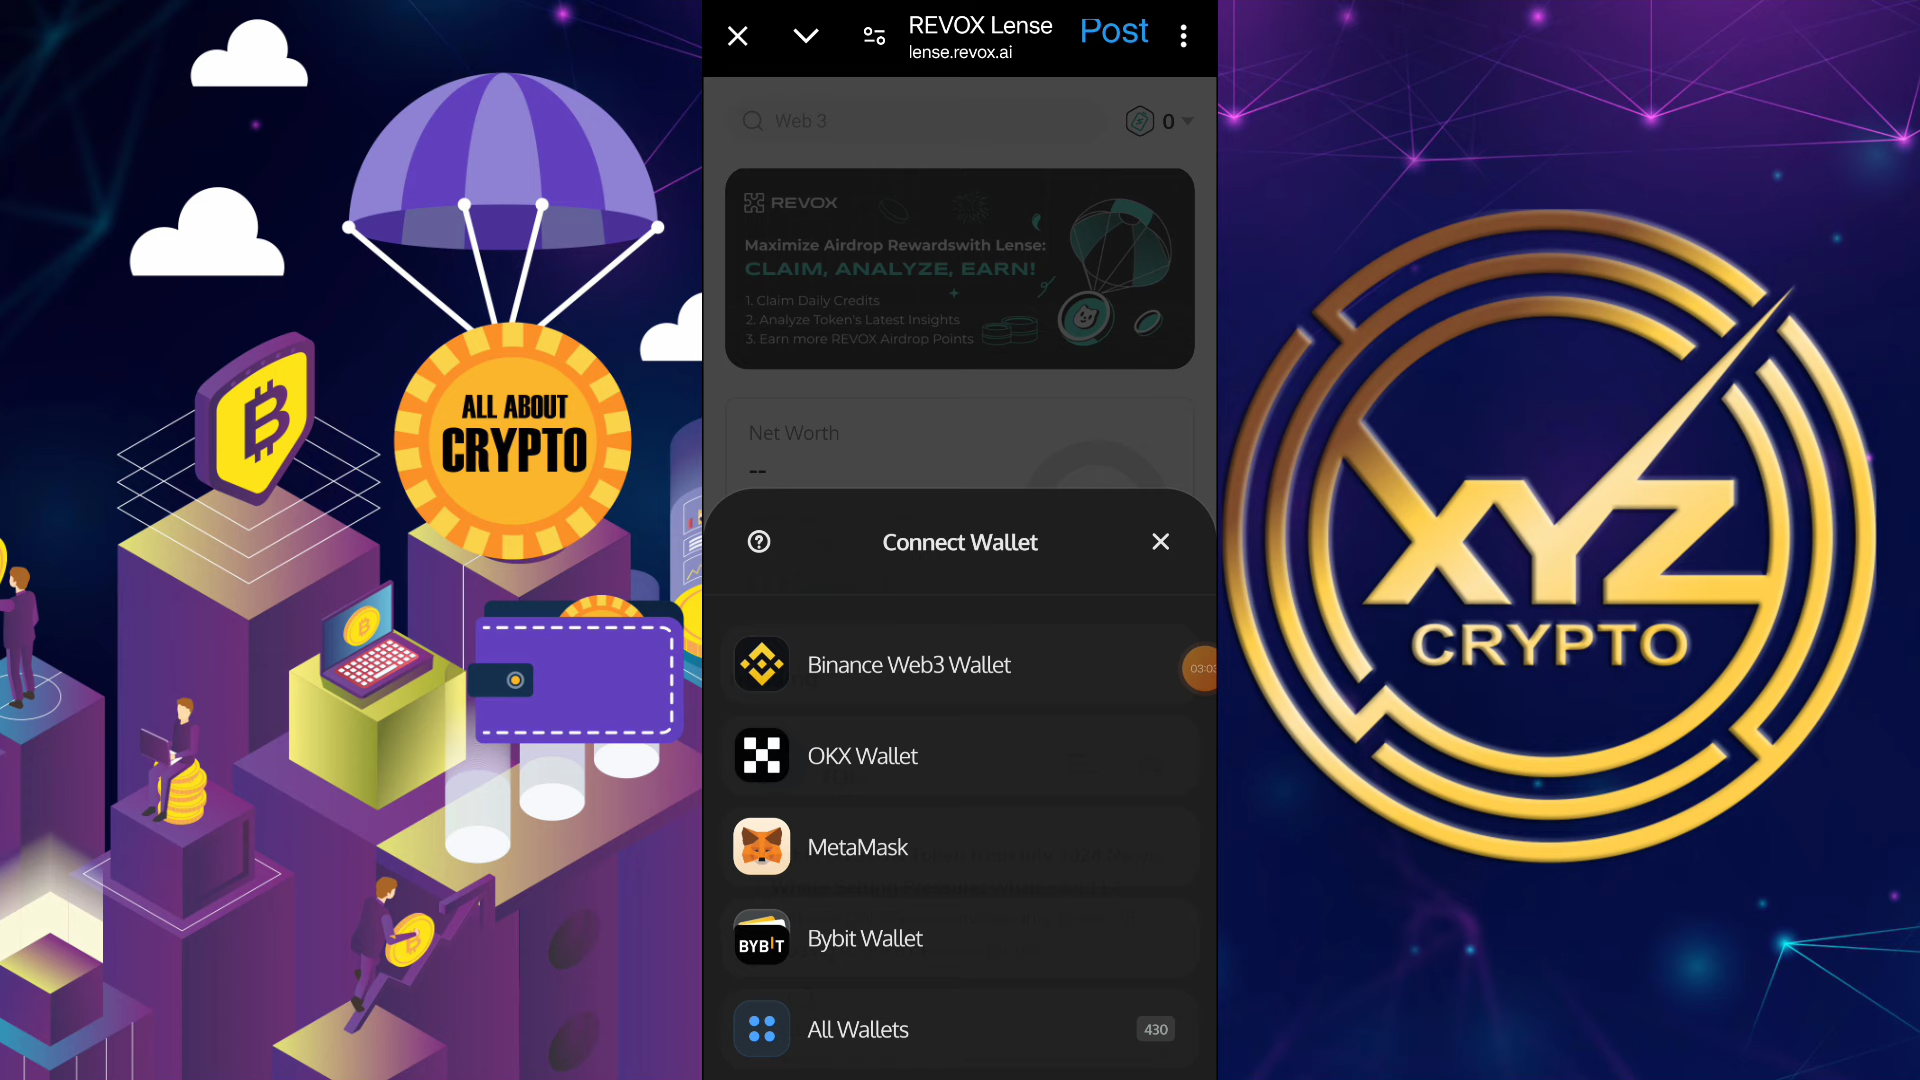 REVOX Lense
lense.revox.ai
Post
Web 3
0
REVOX
Maximize Airdrop Rewardswith Lense:
CLAIM, ANALYZE, EARN!
1. Claim Daily Credits
2. Analyze Token's Latest Insights
3. Earn more REVOX Airdrop Points
Net Worth
--
Connect Wallet
Binance Web3 Wallet
03:03
OKX Wallet
MetaMask
BYBIT
Bybit Wallet
All Wallets
430
ALL ABOUT
CRYPTO
XYZ
CRYPTO